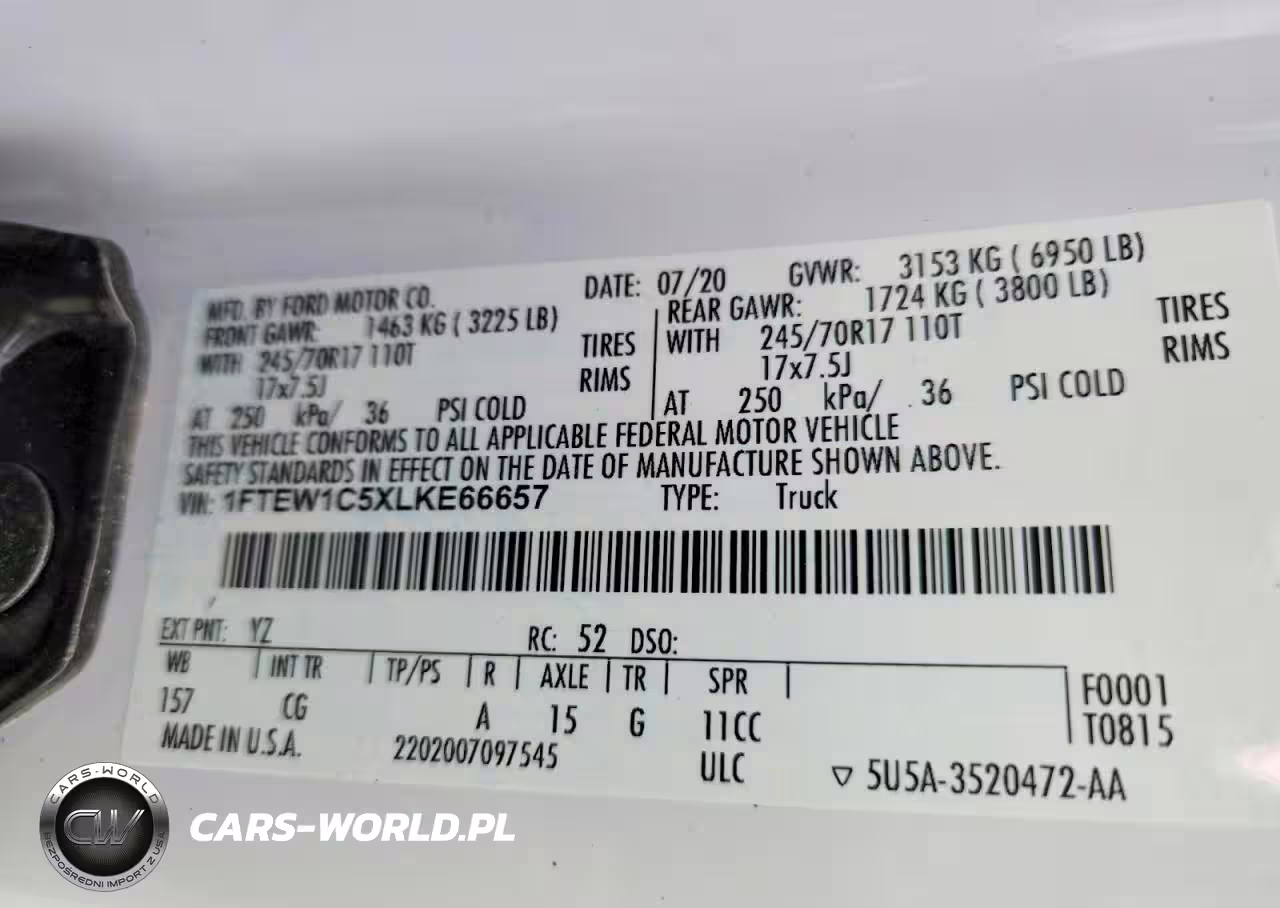 MFD. BY FORD MOTOR CO. DATE: 07/20 GVWR: 3153 KG ( 6950 LB)
FRONT GAWR: 1463 KG ( 3225 LB) REAR GAWR: 1724 KG ( 3800 LB)
WITH 245/70R17 110T TIRES WITH 245/70R17 110T TIRES
17x7.5J RIMS 17x7.5J RIMS
AT 250 kPa/ 36 PSI COLD AT 250 kPa/ 36 PSI COLD
THIS VEHICLE CONFORMS TO ALL APPLICABLE FEDERAL MOTOR VEHICLE
SAFETY STANDARDS IN EFFECT ON THE DATE OF MANUFACTURE SHOWN ABOVE.
VIN: 1FTEW1C5XLKE66657 TYPE: Truck
EXT PNT: YZ RC: 52 DSO:
WB INT TR TP/PS R AXLE TR SPR F0001
157 CG A 15 G 11CC T0815
MADE IN U.S.A. 2202007097545 ULC ▽ 5U5A-3520472-AA
CARS-WORLD
CW
BEZPOŚREDNI IMPORT Z USA
CARS-WORLD.PL